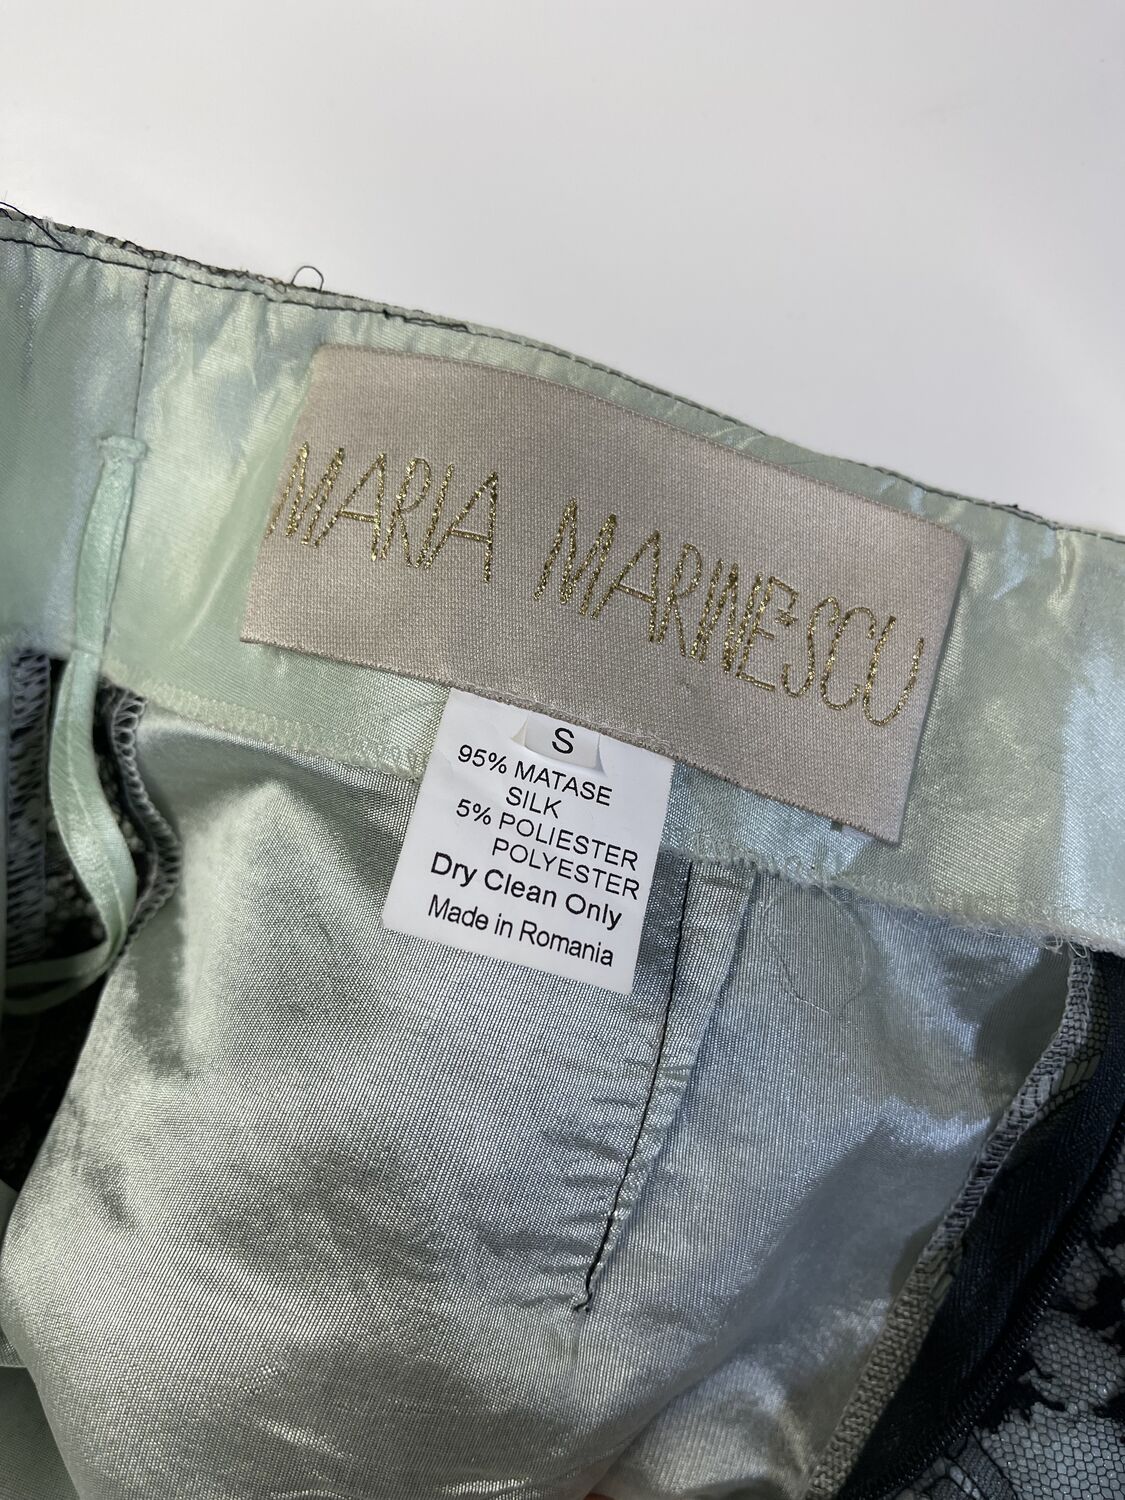 MARIA MARINESCU
S
95% MATASE
SILK
5% POLIESTER
POLYESTER
Dry Clean Only
Made in Romania